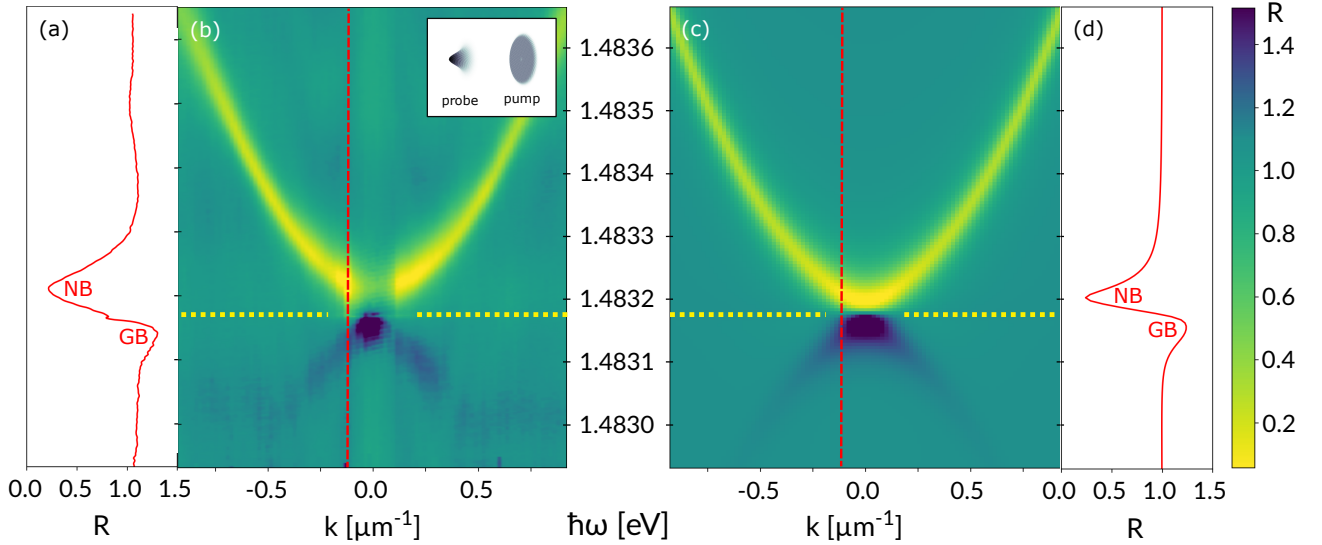 (a)
NB
GB
0.0 0.5 1.0 1.5
R
(b)
probe pump
-0.5 0.0 0.5
k [µm⁻¹]
1.4836
1.4835
1.4834
1.4833
1.4832
1.4831
1.4830
ħω [eV]
(c)
-0.5 0.0 0.5
k [µm⁻¹]
(d)
NB
GB
0.0 0.5 1.0 1.5
R
R
1.4
1.2
1.0
0.8
0.6
0.4
0.2